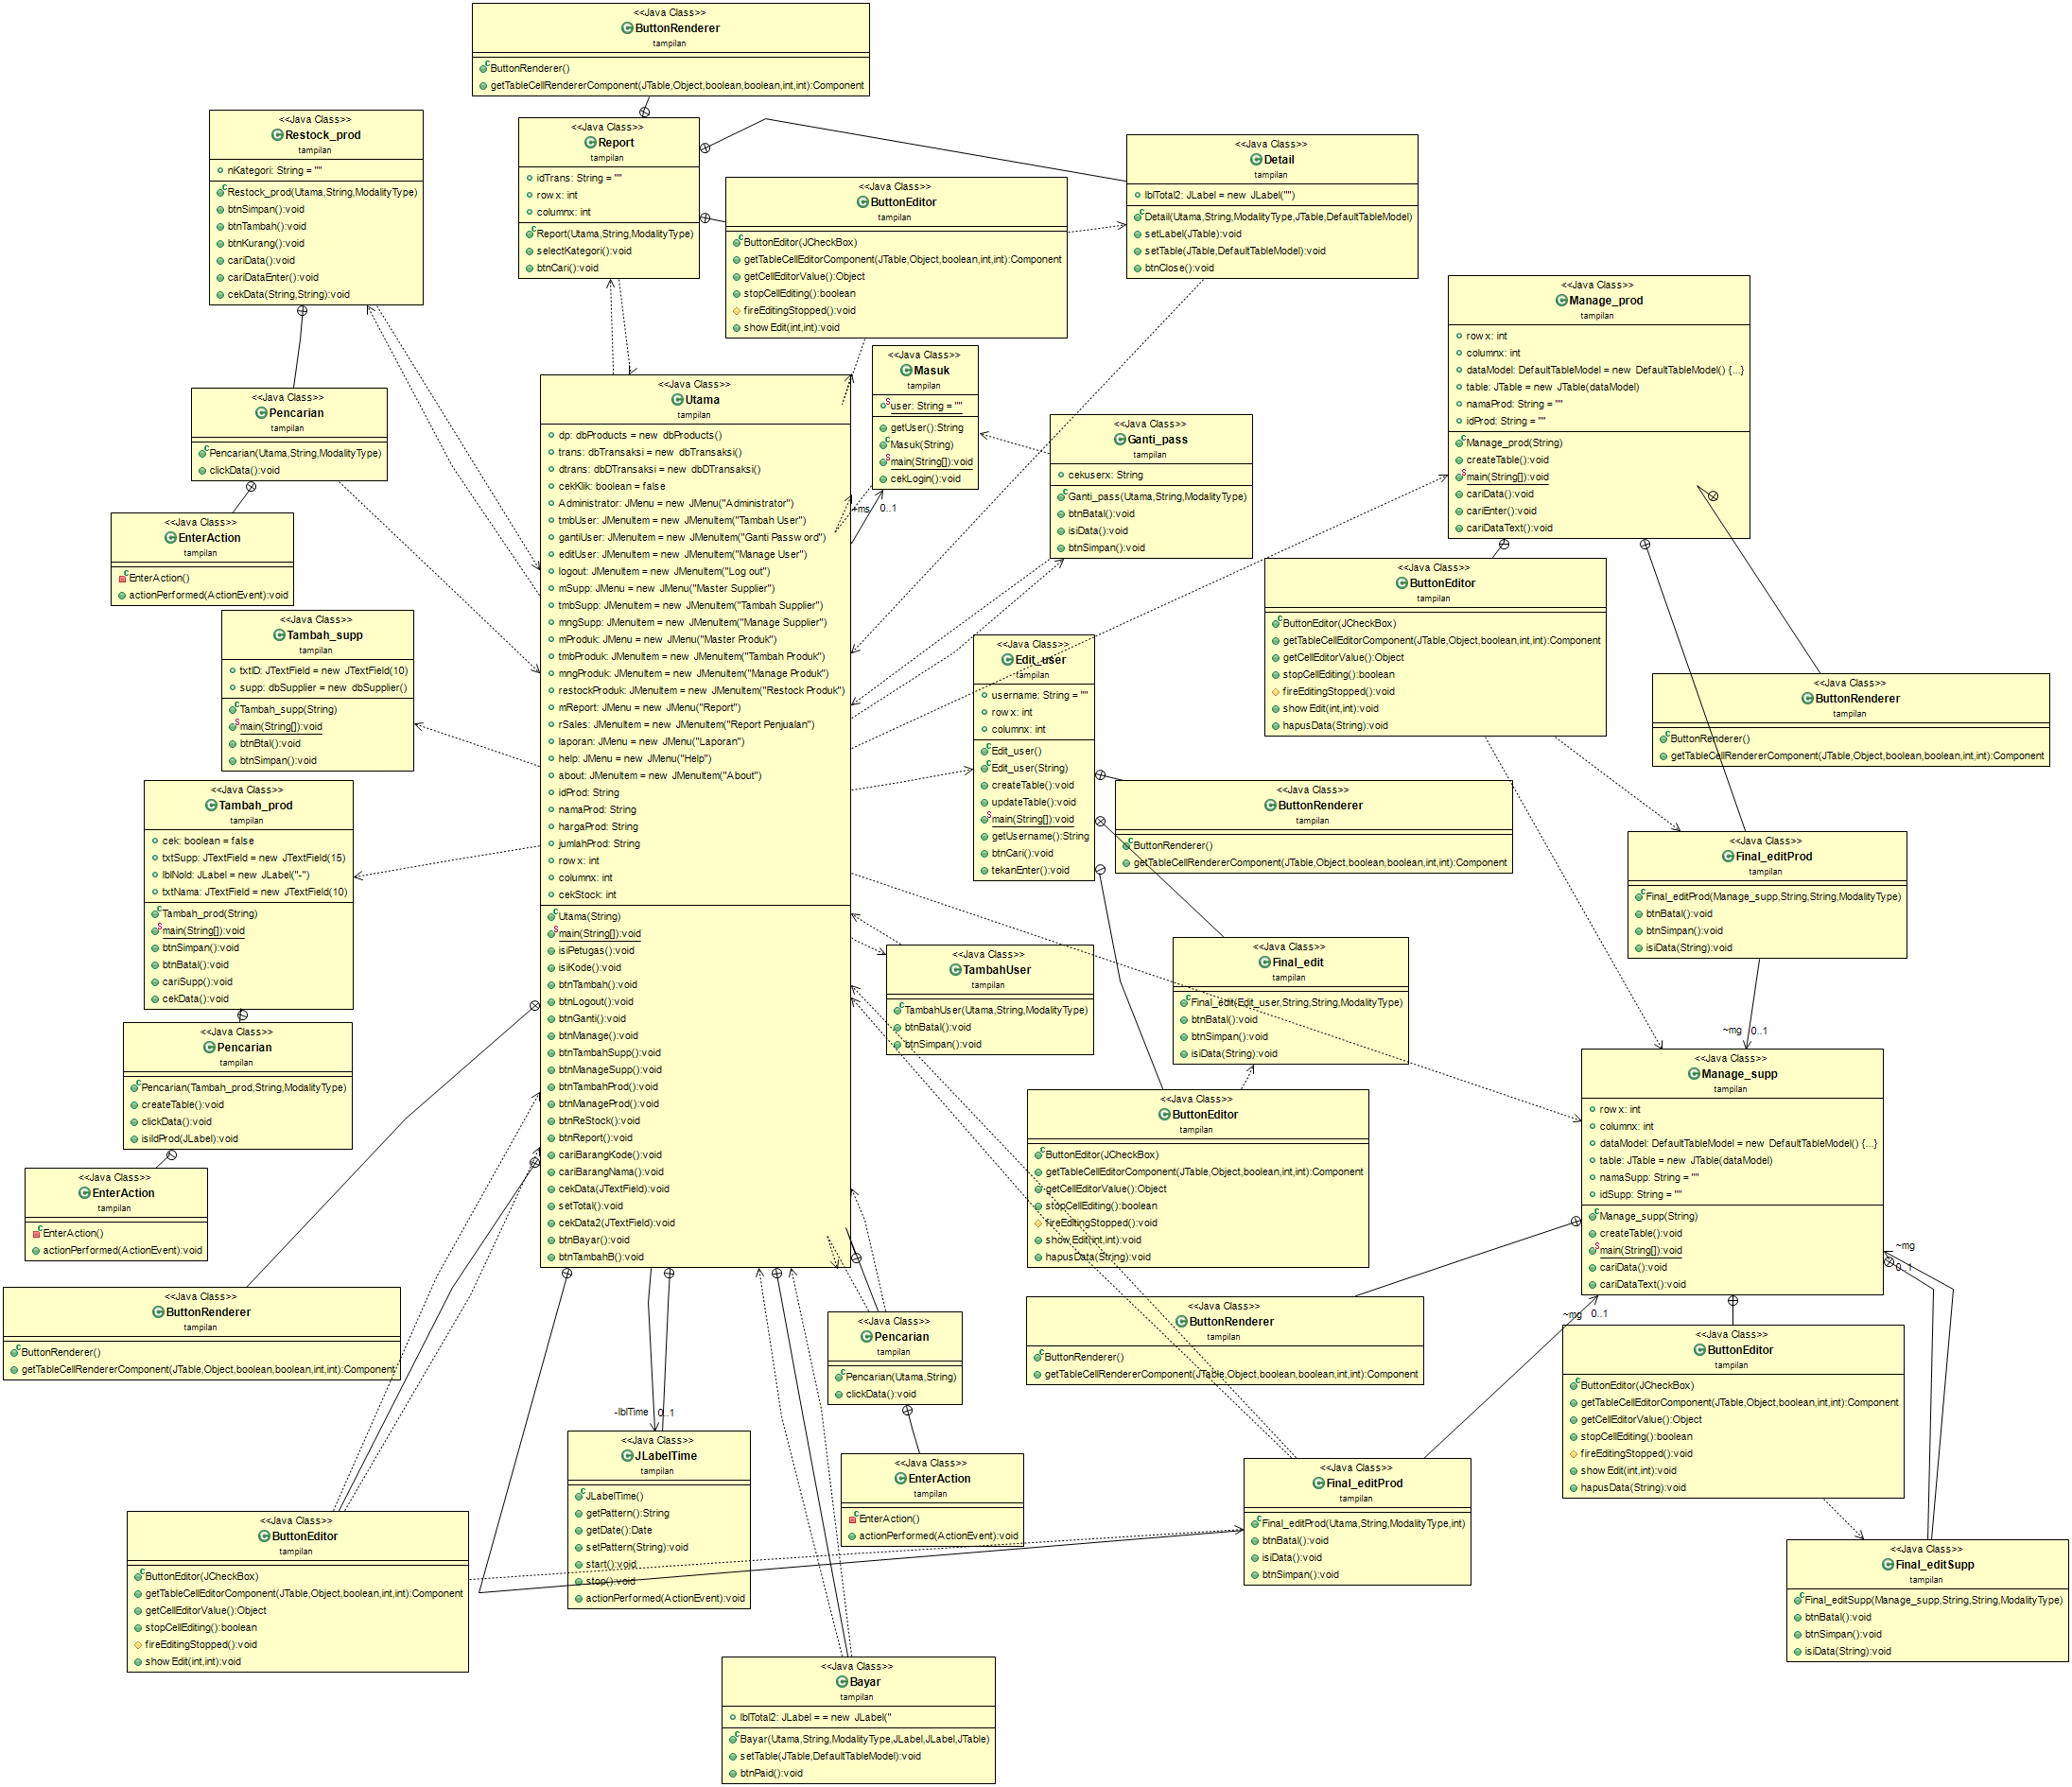 <<Java Class>>
ButtonRenderer
tampilan
ButtonRenderer()
getTableCellRendererComponent(JTable,Object,boolean,boolean,int,int):Component
<<Java Class>>
Restock_prod
tampilan
nKategori: String = ""
Restock_prod(Utama,String,ModalityType)
btnSimpan():void
btnTambah():void
btnKurang():void
cariData():void
cariDataEnter():void
cekData(String,String):void
<<Java Class>>
Report
tampilan
idTrans: String = ""
rowx: int
columnx: int
Report(Utama,String,ModalityType)
selectKategori():void
btnCari():void
<<Java Class>>
Detail
tampilan
lblTotal2: JLabel = new JLabel("")
Detail(Utama,String,ModalityType,JTable,DefaultTableModel)
setLabel(JTable):void
setTable(JTable,DefaultTableModel):void
btnClose():void
<<Java Class>>
ButtonEditor
tampilan
ButtonEditor(JCheckBox)
getTableCellEditorComponent(JTable,Object,boolean,int,int):Component
getCellEditorValue():Object
stopCellEditing():boolean
fireEditingStopped():void
showEdit(int,int):void
<<Java Class>>
Manage_prod
tampilan
rowx: int
columnx: int
dataModel: DefaultTableModel = new DefaultTableModel() {...}
table: JTable = new JTable(dataModel)
namaProd: String = ""
idProd: String = ""
Manage_prod(String)
createTable():void
main(String[]):void
cariData():void
cariEnter():void
cariDataText():void
<<Java Class>>
Masuk
tampilan
user: String = ""
getUser():String
Masuk(String)
main(String[]):void
cekLogin():void
+ms
0..1
<<Java Class>>
Ganti_pass
tampilan
cekuserx: String
Ganti_pass(Utama,String,ModalityType)
btnBatal():void
isiData():void
btnSimpan():void
<<Java Class>>
Pencarian
tampilan
Pencarian(Utama,String,ModalityType)
clickData():void
<<Java Class>>
EnterAction
tampilan
EnterAction()
actionPerformed(ActionEvent):void
<<Java Class>>
Utama
tampilan
dp: dbProducts = new dbProducts()
trans: dbTransaksi = new dbTransaksi()
dtrans: dbDTransaksi = new dbDTransaksi()
cekKlik: boolean = false
Administrator: JMenu = new JMenu("Administrator")
tmbUser: JMenuItem = new JMenuItem("Tambah User")
gantiUser: JMenuItem = new JMenuItem("Ganti Password")
editUser: JMenuItem = new JMenuItem("Manage User")
logout: JMenuItem = new JMenuItem("Log out")
mSupp: JMenu = new JMenu("Master Supplier")
tmbSupp: JMenuItem = new JMenuItem("Tambah Supplier")
mngSupp: JMenuItem = new JMenuItem("Manage Supplier")
mProduk: JMenu = new JMenu("Master Produk")
tmbProduk: JMenuItem = new JMenuItem("Tambah Produk")
mngProduk: JMenuItem = new JMenuItem("Manage Produk")
restockProduk: JMenuItem = new JMenuItem("Restock Produk")
mReport: JMenu = new JMenu("Report")
rSales: JMenuItem = new JMenuItem("Report Penjualan")
laporan: JMenu = new JMenu("Laporan")
help: JMenu = new JMenu("Help")
about: JMenuItem = new JMenuItem("About")
idProd: String
namaProd: String
hargaProd: String
jumlahProd: String
rowx: int
columnx: int
cekStock: int
Utama(String)
main(String[]):void
isiPetugas():void
isiKode():void
btnTambah():void
btnLogout():void
btnGanti():void
btnManage():void
btnTambahSupp():void
btnManageSupp():void
btnTambahProd():void
btnManageProd():void
btnReStock():void
btnReport():void
cariBarangKode():void
cariBarangNama():void
cekData(JTextField):void
setTotal():void
cekData2(JTextField):void
btnBayar():void
btnTambahB():void
<<Java Class>>
Tambah_supp
tampilan
txtID: JTextField = new JTextField(10)
supp: dbSupplier = new dbSupplier()
Tambah_supp(String)
main(String[]):void
btnBtal():void
btnSimpan():void
<<Java Class>>
ButtonEditor
tampilan
ButtonEditor(JCheckBox)
getTableCellEditorComponent(JTable,Object,boolean,int,int):Component
getCellEditorValue():Object
stopCellEditing():boolean
fireEditingStopped():void
showEdit(int,int):void
hapusData(String):void
<<Java Class>>
ButtonRenderer
tampilan
ButtonRenderer()
getTableCellRendererComponent(JTable,Object,boolean,boolean,int,int):Component
<<Java Class>>
Edit_user
tampilan
username: String = ""
rowx: int
columnx: int
Edit_user()
Edit_user(String)
createTable():void
updateTable():void
main(String[]):void
getUsername():String
btnCari():void
tekanEnter():void
<<Java Class>>
Tambah_prod
tampilan
cek: boolean = false
txtSupp: JTextField = new JTextField(15)
lblNoId: JLabel = new JLabel("-")
txtNama: JTextField = new JTextField(10)
Tambah_prod(String)
main(String[]):void
btnSimpan():void
btnBatal():void
cariSupp():void
cekData():void
<<Java Class>>
ButtonRenderer
tampilan
ButtonRenderer()
getTableCellRendererComponent(JTable,Object,boolean,boolean,int,int):Component
<<Java Class>>
Final_editProd
tampilan
Final_editProd(Manage_supp,String,String,ModalityType)
btnBatal():void
btnSimpan():void
isiData(String):void
~mg
0..1
<<Java Class>>
TambahUser
tampilan
TambahUser(Utama,String,ModalityType)
btnBatal():void
btnSimpan():void
<<Java Class>>
Final_edit
tampilan
Final_edit(Edit_user,String,String,ModalityType)
btnBatal():void
btnSimpan():void
isiData(String):void
<<Java Class>>
Pencarian
tampilan
Pencarian(Tambah_prod,String,ModalityType)
createTable():void
clickData():void
isiIdProd(JLabel):void
<<Java Class>>
EnterAction
tampilan
EnterAction()
actionPerformed(ActionEvent):void
<<Java Class>>
ButtonEditor
tampilan
ButtonEditor(JCheckBox)
getTableCellEditorComponent(JTable,Object,boolean,int,int):Component
getCellEditorValue():Object
stopCellEditing():boolean
fireEditingStopped():void
showEdit(int,int):void
hapusData(String):void
<<Java Class>>
Manage_supp
tampilan
rowx: int
columnx: int
dataModel: DefaultTableModel = new DefaultTableModel() {...}
table: JTable = new JTable(dataModel)
namaSupp: String = ""
idSupp: String = ""
Manage_supp(String)
createTable():void
main(String[]):void
cariData():void
cariDataText():void
~mg
0..1
<<Java Class>>
ButtonRenderer
tampilan
ButtonRenderer()
getTableCellRendererComponent(JTable,Object,boolean,boolean,int,int):Component
<<Java Class>>
ButtonRenderer
tampilan
ButtonRenderer()
getTableCellRendererComponent(JTable,Object,boolean,boolean,int,int):Component
~mg
0..1
<<Java Class>>
Pencarian
tampilan
Pencarian(Utama,String)
clickData():void
<<Java Class>>
ButtonEditor
tampilan
ButtonEditor(JCheckBox)
getTableCellEditorComponent(JTable,Object,boolean,int,int):Component
getCellEditorValue():Object
stopCellEditing():boolean
fireEditingStopped():void
showEdit(int,int):void
hapusData(String):void
-lblTime
0..1
<<Java Class>>
JLabelTime
tampilan
JLabelTime()
getPattern():String
getDate():Date
setPattern(String):void
start():void
stop():void
actionPerformed(ActionEvent):void
<<Java Class>>
EnterAction
tampilan
EnterAction()
actionPerformed(ActionEvent):void
<<Java Class>>
Final_editProd
tampilan
Final_editProd(Utama,String,ModalityType,int)
btnBatal():void
isiData():void
btnSimpan():void
<<Java Class>>
ButtonEditor
tampilan
ButtonEditor(JCheckBox)
getTableCellEditorComponent(JTable,Object,boolean,int,int):Component
getCellEditorValue():Object
stopCellEditing():boolean
fireEditingStopped():void
showEdit(int,int):void
<<Java Class>>
Final_editSupp
tampilan
Final_editSupp(Manage_supp,String,String,ModalityType)
btnBatal():void
btnSimpan():void
isiData(String):void
<<Java Class>>
Bayar
tampilan
lblTotal2: JLabel = = new JLabel("
Bayar(Utama,String,ModalityType,JLabel,JLabel,JTable)
setTable(JTable,DefaultTableModel):void
btnPaid():void